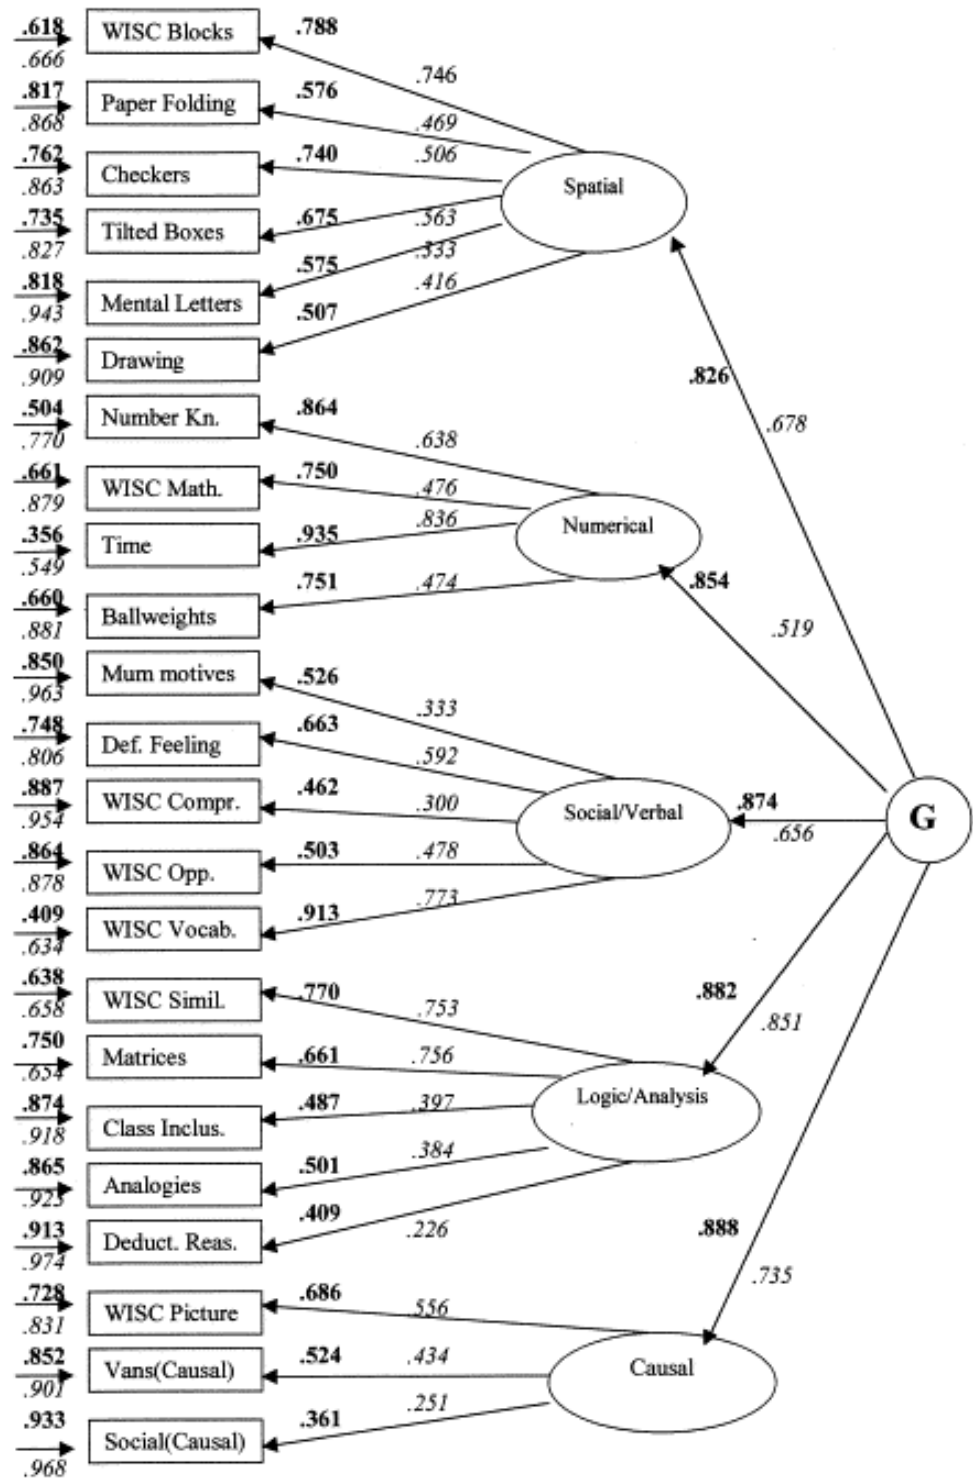 .618 WISC Blocks .788
.666 .746
.817 Paper Folding .576
.868 .469
.762 Checkers .740 .506
.863 Spatial
.735 Tilted Boxes .675 .563
.827 .333
.818 Mental Letters .575 .416
.943 .507
.862 Drawing
.909 .826
.504 Number Kn. .864 .678
.770 .638
.661 WISC Math. .750 .476
.879 .836
.356 Time .935 Numerical
.549 .854
.660 Ballweights .751 .474
.881 .519
.850 Mum motives .526
.963 .333
.748 Def. Feeling .663
.806 .592
.887 WISC Compr. .462 .300 Social/Verbal .874 G
.954 .656
.864 WISC Opp. .503 .478
.878 .773
.409 WISC Vocab. .913
.634
.638 WISC Simil. .770 .753 .882
.658 .851
.750 Matrices .661 .756
.654
.874 Class Inclus. .487 .397 Logic/Analysis
.918
.865 Analogies .501 .384
.923
.913 Deduct. Reas. .409 .226 .888
.974 .735
.728 WISC Picture .686 .556
.831
.852 Vans(Causal) .524 .434 Causal
.901 .251
.933 Social(Causal) .361
.968